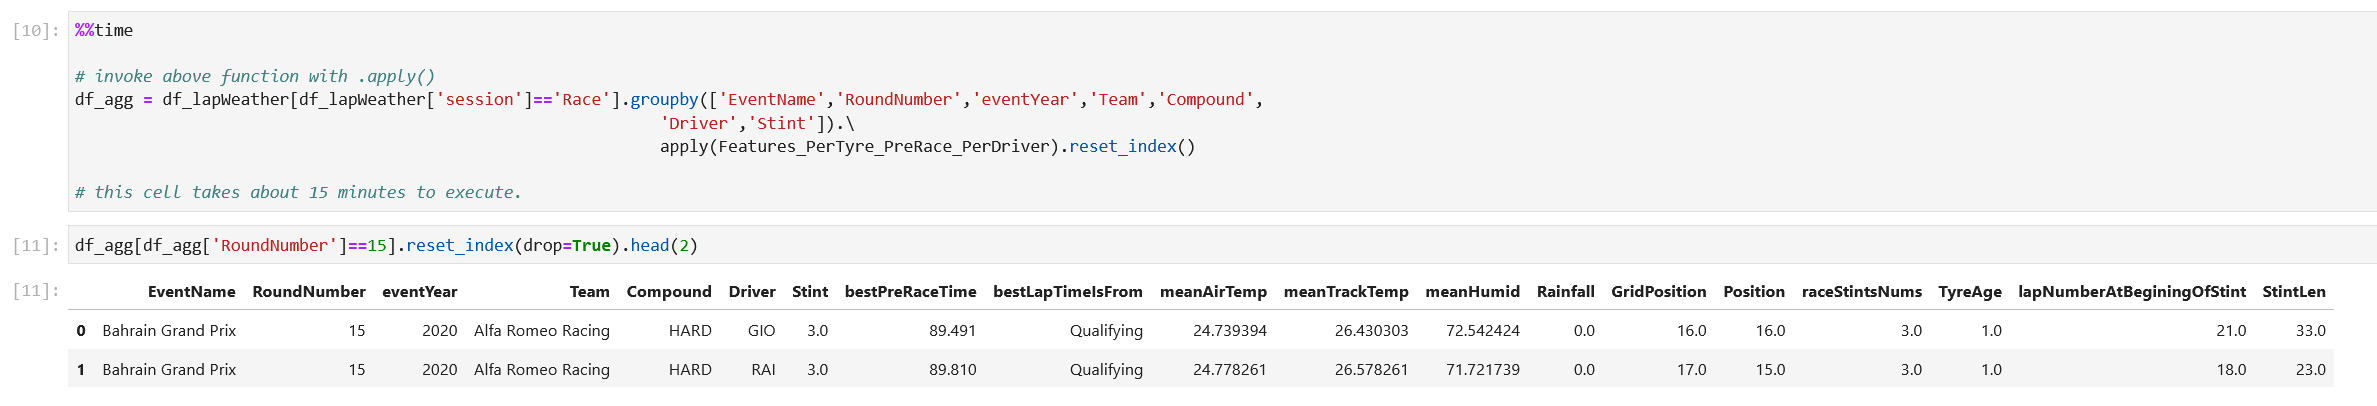 [10]: %%time
# invoke above function with .apply()
df_agg = df_lapWeather[df_lapWeather['session']=='Race'].groupby(['EventName','RoundNumber','eventYear','Team','Compound',
'Driver','Stint']).\
apply(Features_PerTyre_PreRace_PerDriver).reset_index()
# this cell takes about 15 minutes to execute.
[11]: df_agg[df_agg['RoundNumber']==15].reset_index(drop=True).head(2)
[11]: EventName RoundNumber eventYear Team Compound Driver Stint bestPreRaceTime bestLapTimeIsFrom meanAirTemp meanTrackTemp meanHumid Rainfall GridPosition Position raceStintsNums TyreAge lapNumberAtBeginingOfStint StintLen
0 Bahrain Grand Prix 15 2020 Alfa Romeo Racing HARD GIO 3.0 89.491 Qualifying 24.739394 26.430303 72.542424 0.0 16.0 16.0 3.0 1.0 21.0 33.0
1 Bahrain Grand Prix 15 2020 Alfa Romeo Racing HARD RAI 3.0 89.810 Qualifying 24.778261 26.578261 71.721739 0.0 17.0 15.0 3.0 1.0 18.0 23.0